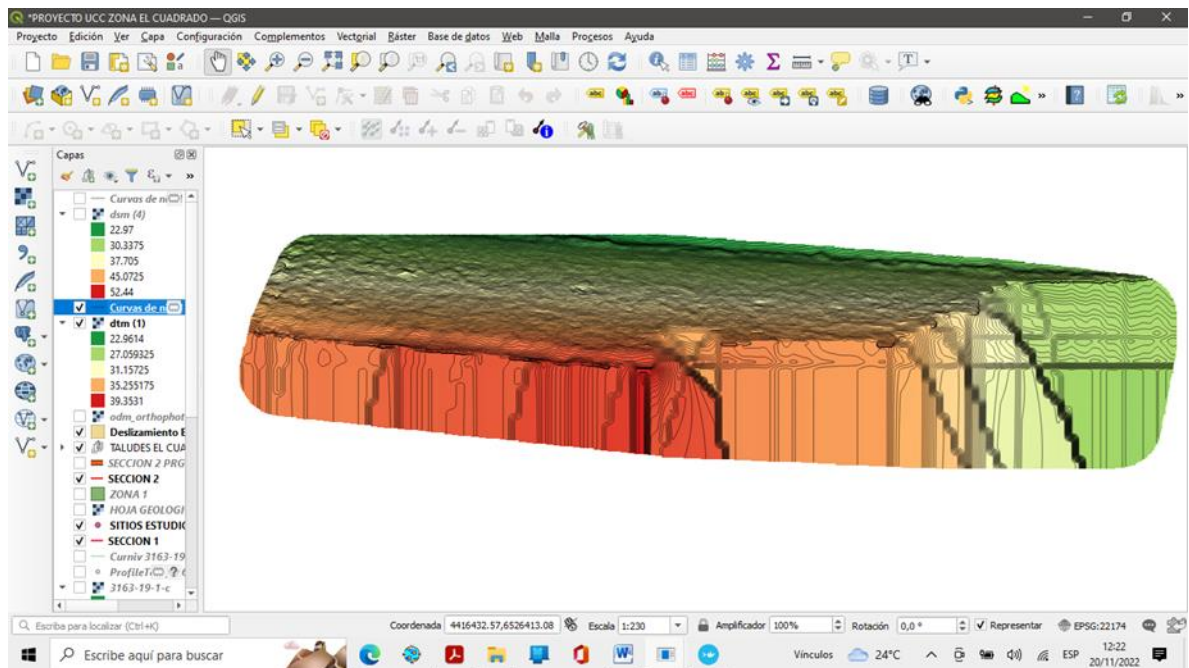 *PROYECTO UCC ZONA EL CUADRADO — QGIS
Proyecto Edición Ver Capa Configuración Complementos Vectorial Ráster Base de datos Web Malla Procesos Ayuda
Capas
Curvas de ni
dsm (4)
22.97
30.3375
37.705
45.0725
52.44
Curvas de ni
dtm (1)
22.9614
27.059325
31.15725
35.255175
39.3531
odm_orthophot
Deslizamiento E
TALUDES EL CUA
SECCION 2 PRG
SECCION 2
ZONA 1
HOJA GEOLOGI
SITIOS ESTUDIO
SECCION 1
Curniv 3163-19
ProfileT
3163-19-1-c
Escriba para localizar (Ctrl+K) Coordenada 4416432.57,6526413.08 Escala 1:230 Amplificador 100% Rotación 0,0 ° Representar EPSG:22174
Escribe aquí para buscar Vínculos 24°C ESP 12:22
20/11/2022